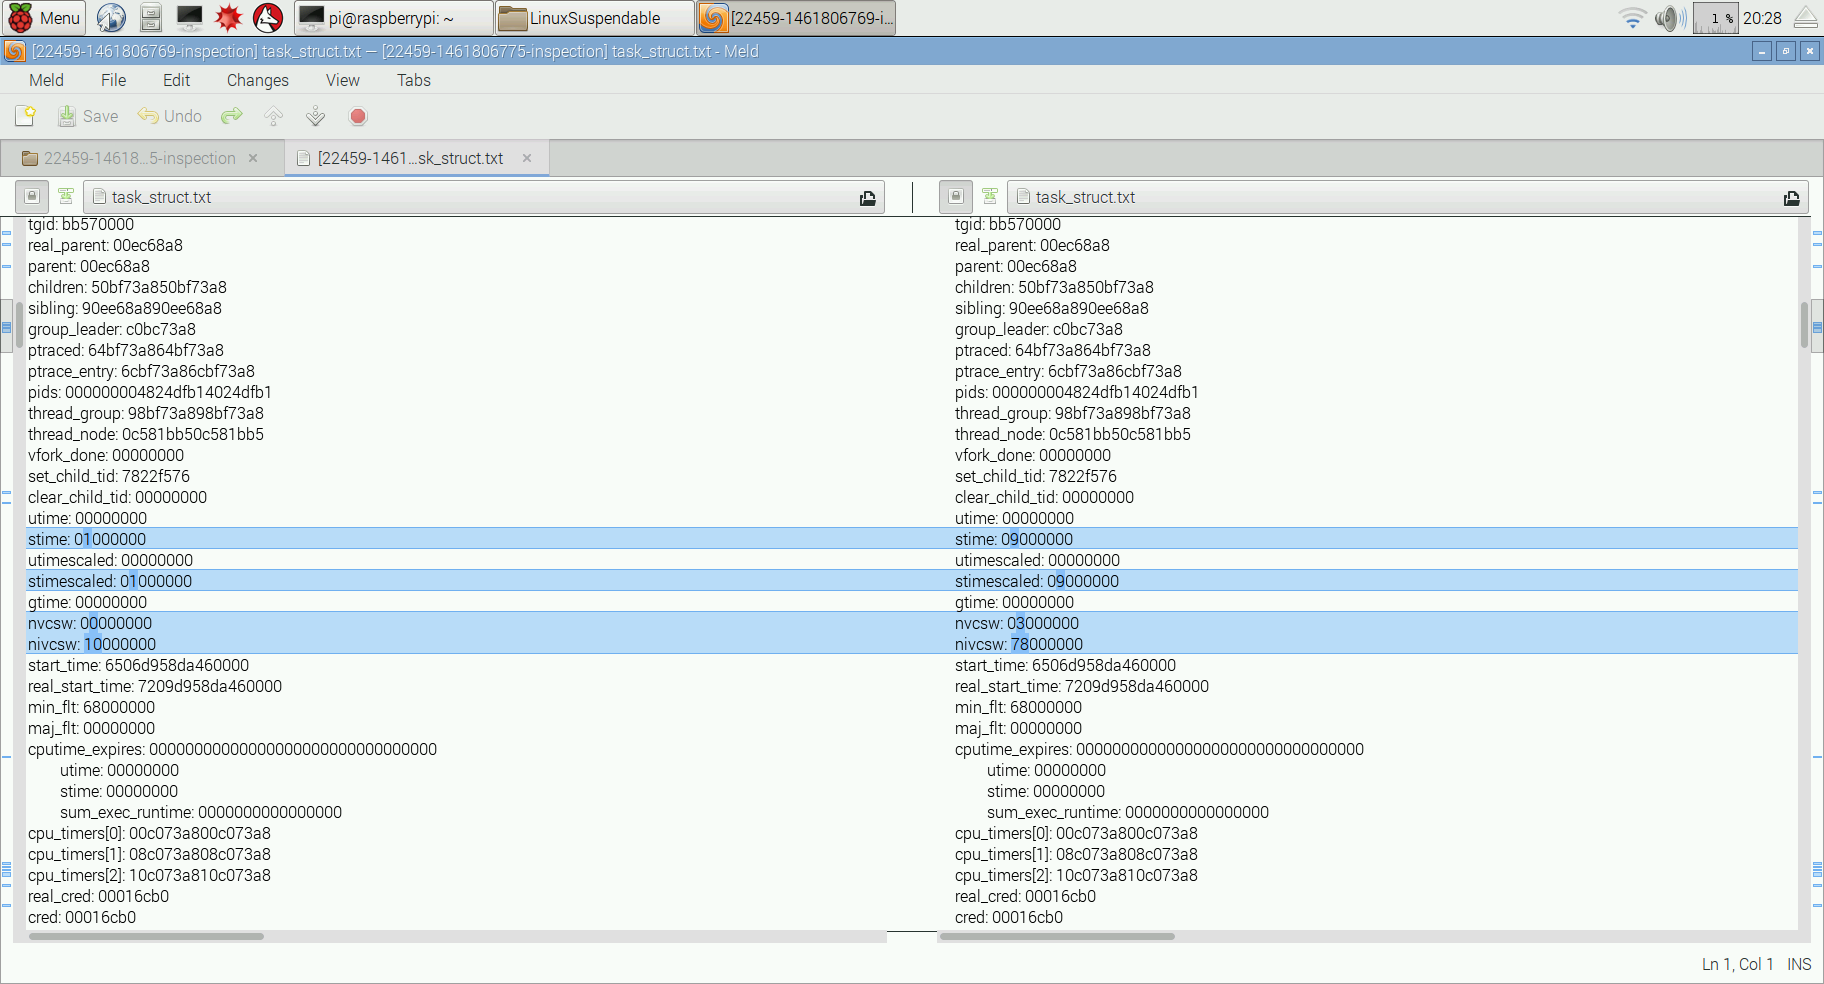 Menu
pi@raspberrypi: ~
LinuxSuspendable
[22459-1461806769-i...
1 %
20:28
[22459-1461806769-inspection] task_struct.txt — [22459-1461806775-inspection] task_struct.txt - Meld
Meld File Edit Changes View Tabs
Save Undo
22459-14618...5-inspection
[22459-1461...sk_struct.txt
task_struct.txt
tgid: bb570000
real_parent: 00ec68a8
parent: 00ec68a8
children: 50bf73a850bf73a8
sibling: 90ee68a890ee68a8
group_leader: c0bc73a8
ptraced: 64bf73a864bf73a8
ptrace_entry: 6cbf73a86cbf73a8
pids: 000000004824dfb14024dfb1
thread_group: 98bf73a898bf73a8
thread_node: 0c581bb50c581bb5
vfork_done: 00000000
set_child_tid: 7822f576
clear_child_tid: 00000000
utime: 00000000
stime: 01000000
utimescaled: 00000000
stimescaled: 01000000
gtime: 00000000
nvcsw: 00000000
nivcsw: 10000000
start_time: 6506d958da460000
real_start_time: 7209d958da460000
min_flt: 68000000
maj_flt: 00000000
cputime_expires: 00000000000000000000000000000000
utime: 00000000
stime: 00000000
sum_exec_runtime: 0000000000000000
cpu_timers[0]: 00c073a800c073a8
cpu_timers[1]: 08c073a808c073a8
cpu_timers[2]: 10c073a810c073a8
real_cred: 00016cb0
cred: 00016cb0
task_struct.txt
tgid: bb570000
real_parent: 00ec68a8
parent: 00ec68a8
children: 50bf73a850bf73a8
sibling: 90ee68a890ee68a8
group_leader: c0bc73a8
ptraced: 64bf73a864bf73a8
ptrace_entry: 6cbf73a86cbf73a8
pids: 000000004824dfb14024dfb1
thread_group: 98bf73a898bf73a8
thread_node: 0c581bb50c581bb5
vfork_done: 00000000
set_child_tid: 7822f576
clear_child_tid: 00000000
utime: 00000000
stime: 09000000
utimescaled: 00000000
stimescaled: 09000000
gtime: 00000000
nvcsw: 03000000
nivcsw: 78000000
start_time: 6506d958da460000
real_start_time: 7209d958da460000
min_flt: 68000000
maj_flt: 00000000
cputime_expires: 00000000000000000000000000000000
utime: 00000000
stime: 00000000
sum_exec_runtime: 0000000000000000
cpu_timers[0]: 00c073a800c073a8
cpu_timers[1]: 08c073a808c073a8
cpu_timers[2]: 10c073a810c073a8
real_cred: 00016cb0
cred: 00016cb0
Ln 1, Col 1 INS